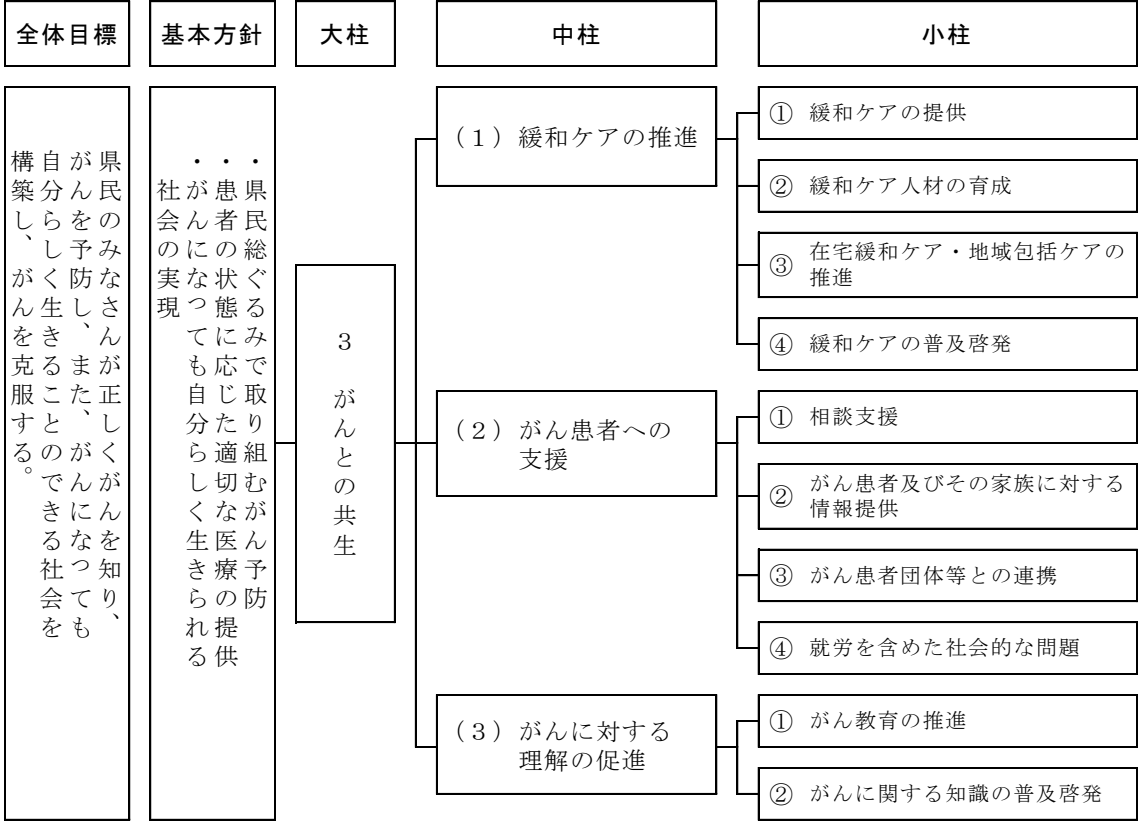 全体目標
基本方針
大柱
中柱
小柱
県民のみなさんが正しくがんを知り、
がんを予防し、また、がんになっても
自分らしく生きることのできる社会を
構築し、がんを克服する。
・県民総ぐるみで取り組むがん予防
・患者の状態に応じた適切な医療の提供
・がんになっても自分らしく生きられる
社会の実現
3 がんとの共生
(1)緩和ケアの推進
① 緩和ケアの提供
② 緩和ケア人材の育成
③ 在宅緩和ケア・地域包括ケアの
推進
④ 緩和ケアの普及啓発
(2)がん患者への
支援
① 相談支援
② がん患者及びその家族に対する
情報提供
③ がん患者団体等との連携
④ 就労を含めた社会的な問題
(3)がんに対する
理解の促進
① がん教育の推進
② がんに関する知識の普及啓発